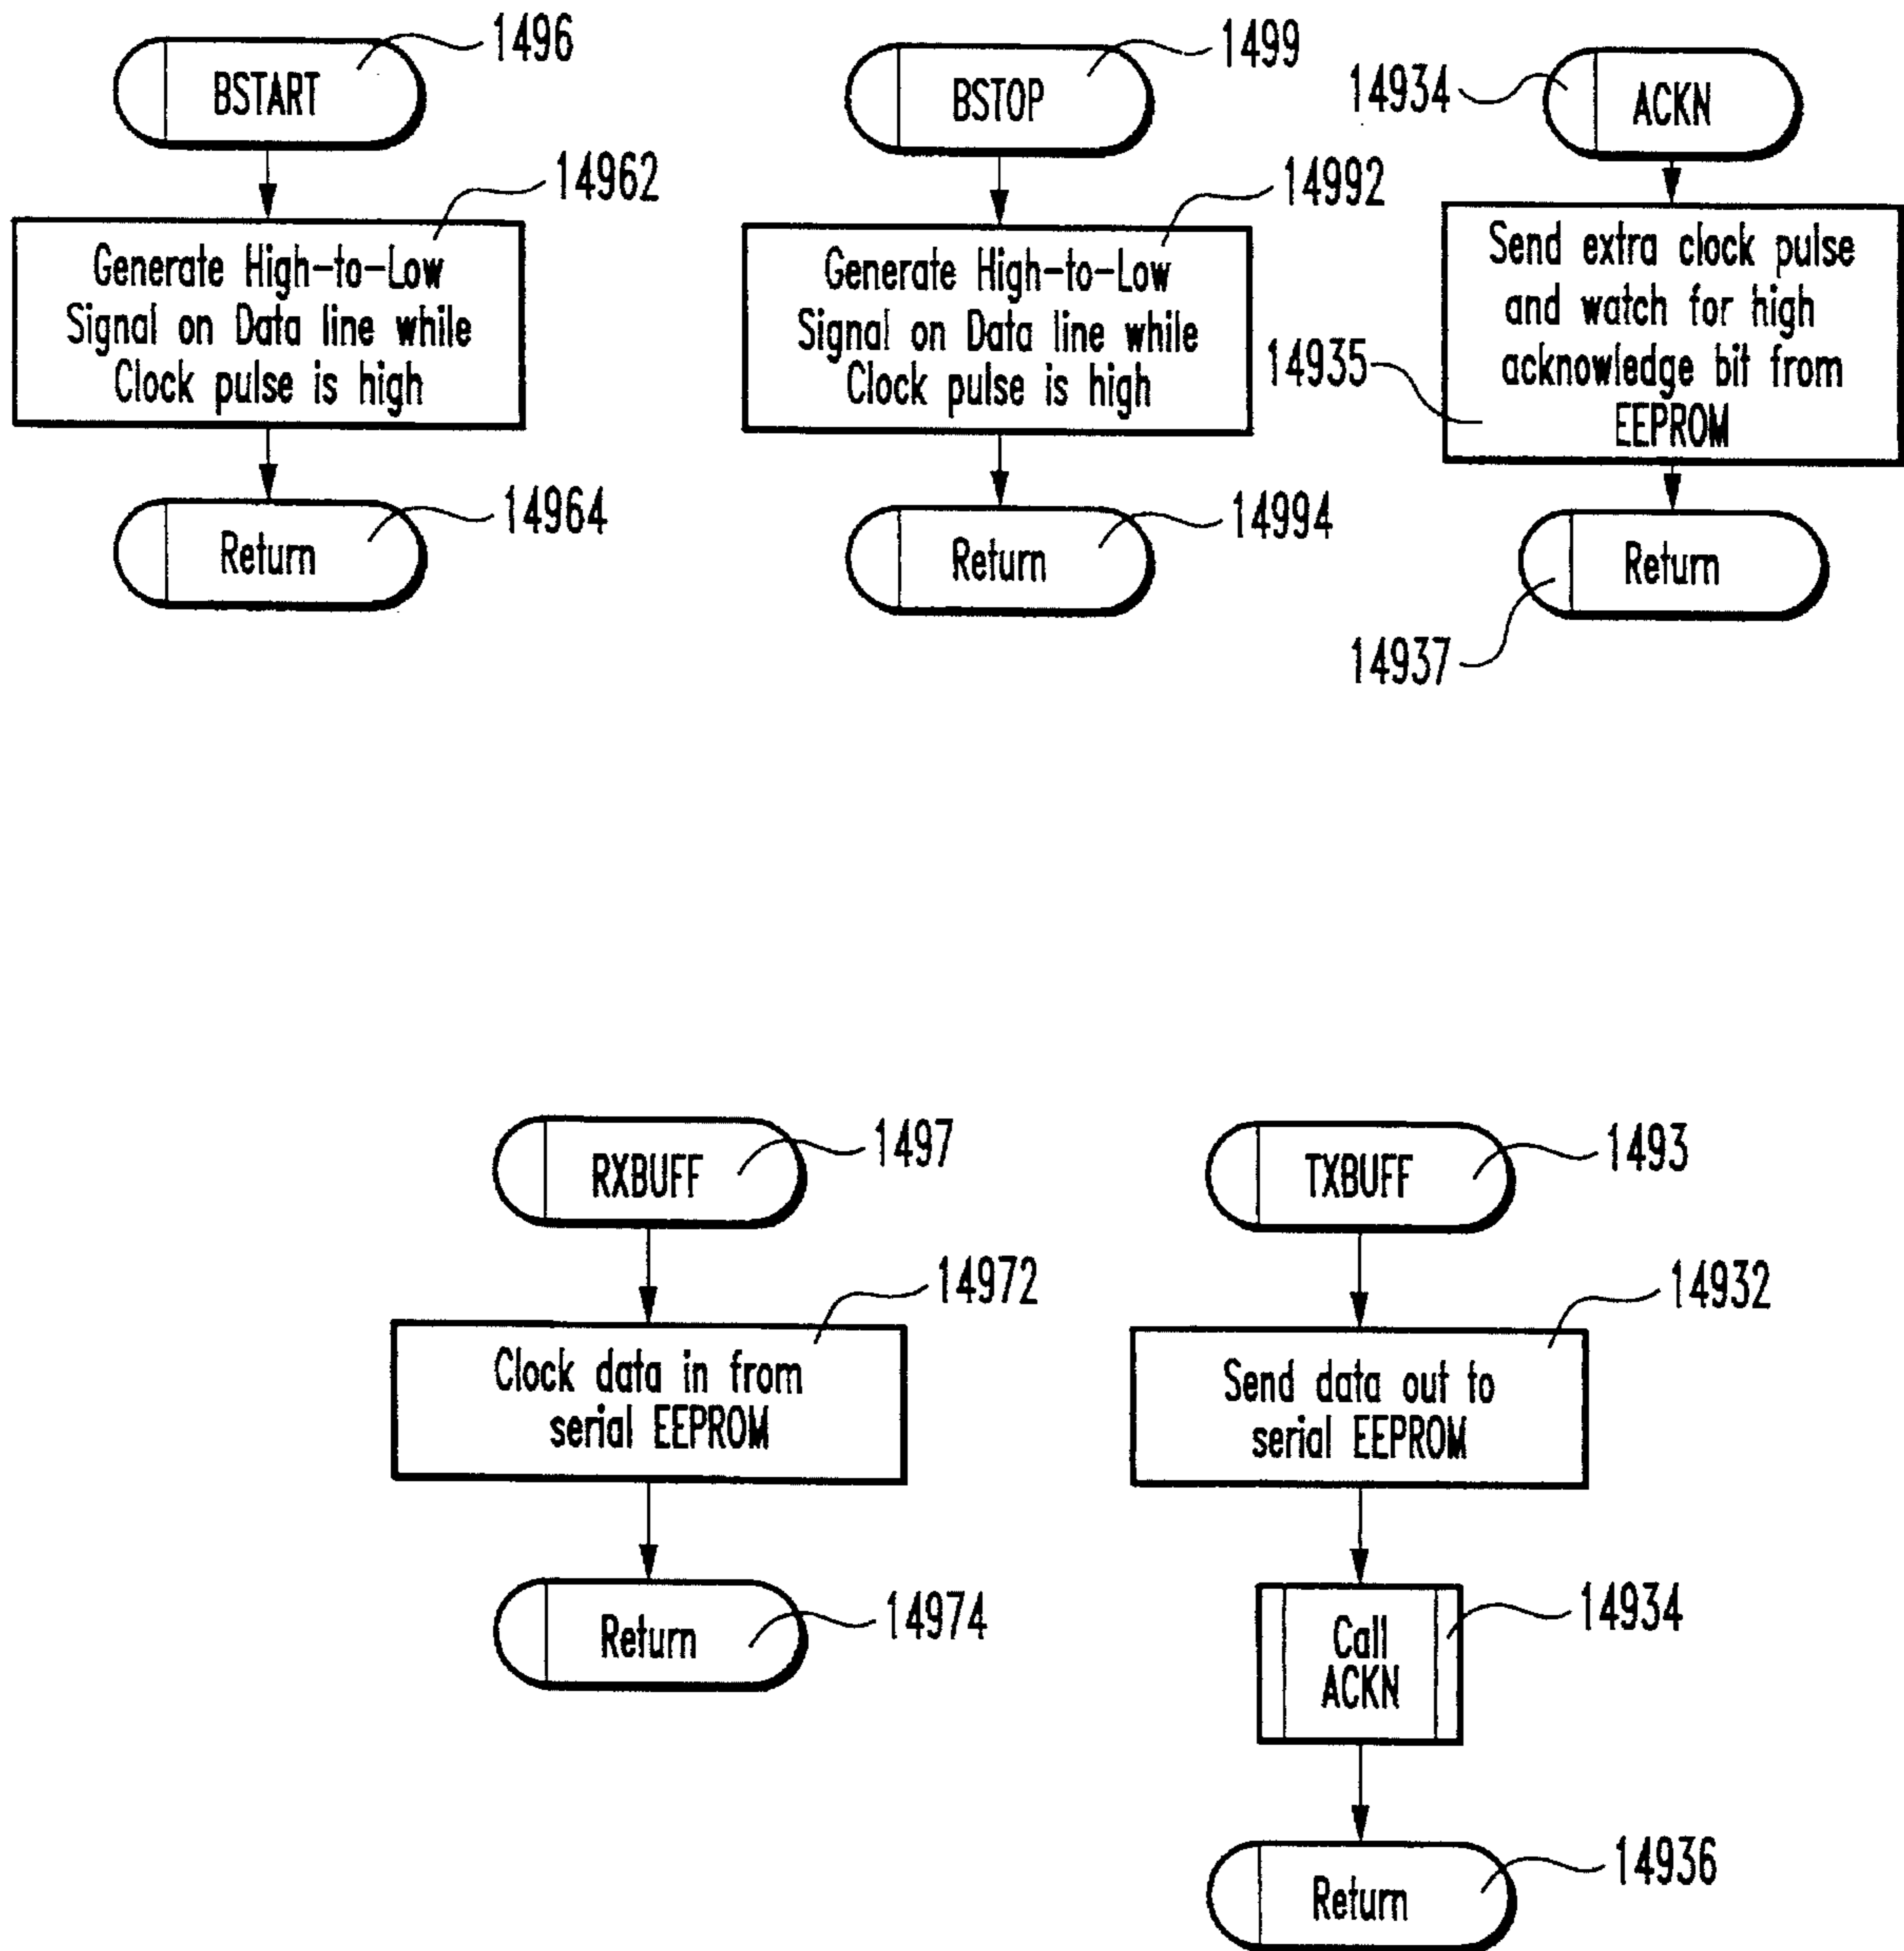 BSTART
1496
Generate High-to-Low
Signal on Data line while
Clock pulse is high
14962
Return
14964
BSTOP
1499
Generate High-to-Low
Signal on Data line while
Clock pulse is high
14992
Return
14994
ACKN
14934
Send extra clock pulse
and watch for high
acknowledge bit from
EEPROM
14935
Return
14937
RXBUFF
1497
Clock data in from
serial EEPROM
14972
Return
14974
TXBUFF
1493
Send data out to
serial EEPROM
14932
Call
ACKN
14934
Return
14936